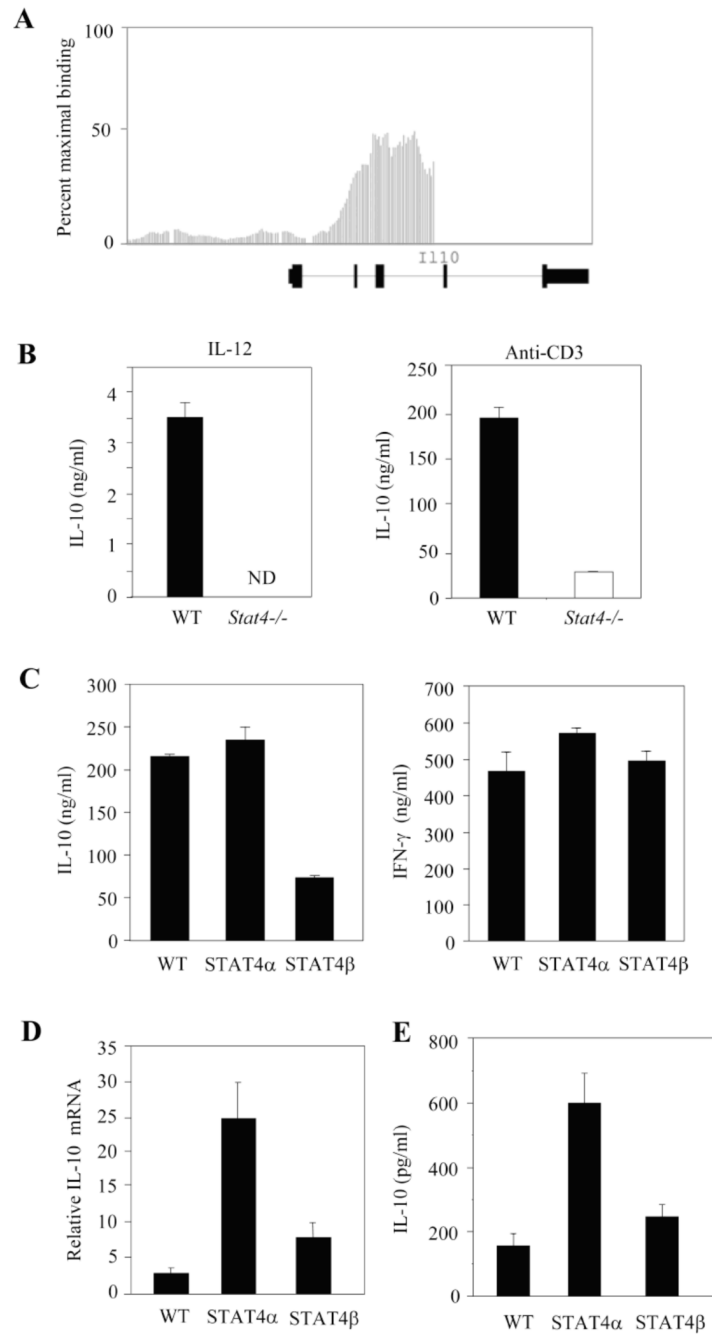 A
Percent maximal binding
100
50
0
Il10
B
IL-12
IL-10 (ng/ml)
4
3
2
1
0
ND
WT
Stat4-/-
Anti-CD3
IL-10 (ng/ml)
250
200
150
100
50
0
WT
Stat4-/-
C
IL-10 (ng/ml)
300
250
200
150
100
50
0
WT
STAT4α
STAT4β
IFN-γ (ng/ml)
700
600
500
400
300
200
100
0
WT
STAT4α
STAT4β
D
Relative IL-10 mRNA
35
30
25
20
15
10
5
0
WT
STAT4α
STAT4β
E
IL-10 (pg/ml)
800
600
400
200
0
WT
STAT4α
STAT4β